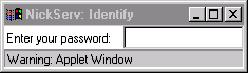 NickServ: Identify
Enter your password:
Warning: Applet Window